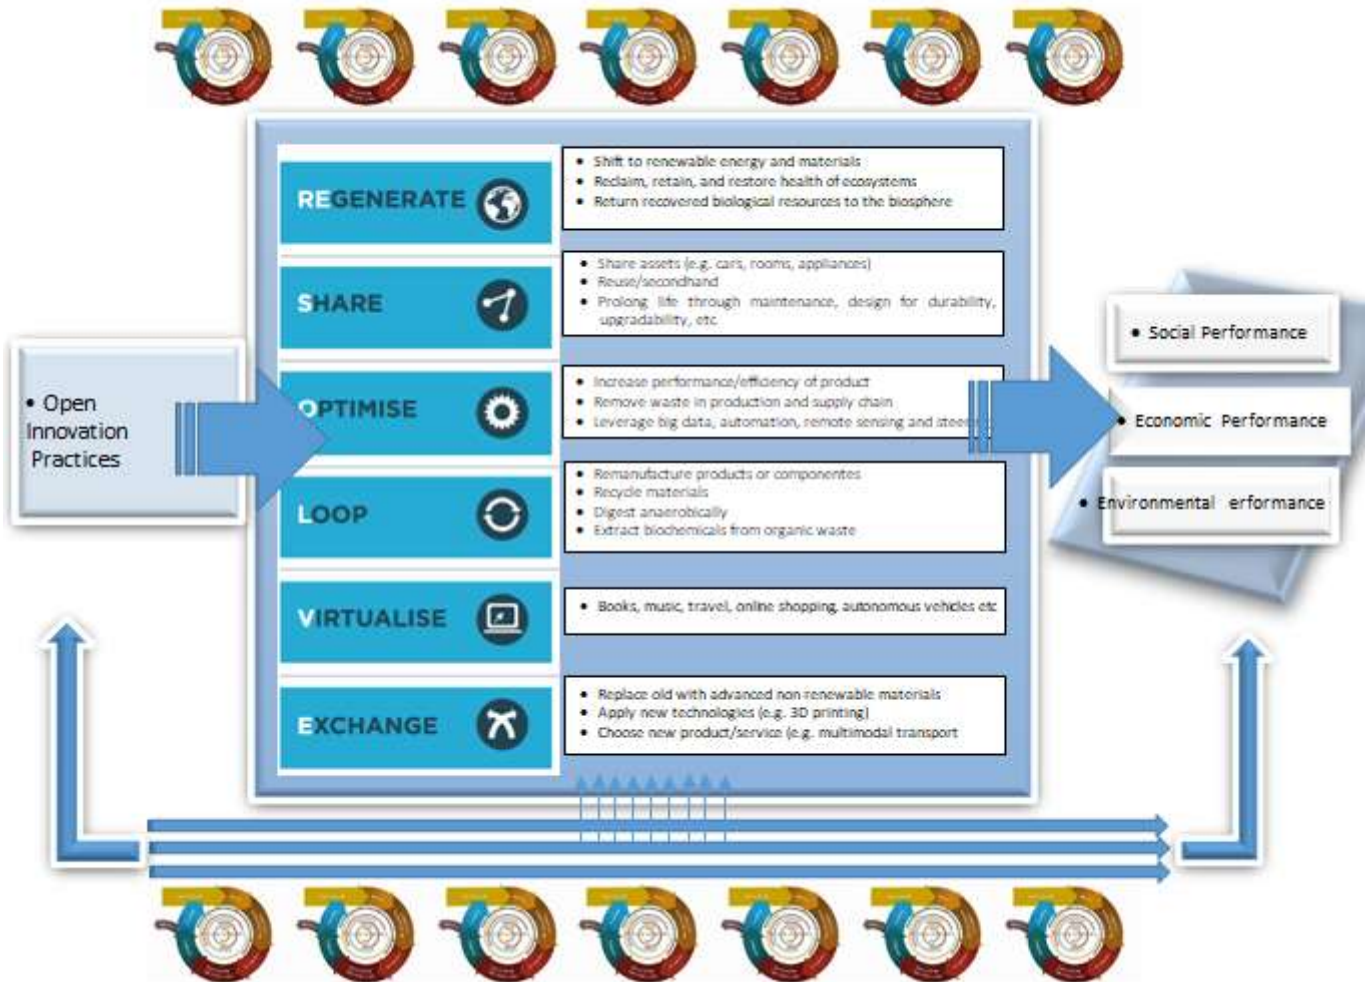 REGENERATE
• Shift to renewable energy and materials
• Reclaim, retain, and restore health of ecosystems
• Return recovered biological resources to the biosphere
SHARE
• Share assets (e.g. cars, rooms, appliances)
• Reuse/secondhand
• Prolong life through maintenance, design for durability,
upgradability, etc
OPTIMISE
• Increase performance/efficiency of product
• Remove waste in production and supply chain
• Leverage big data, automation, remote sensing and
LOOP
• Remanufacture products or componentes
• Recycle materials
• Digest anaerobically
• Extract biochemicals from organic waste
VIRTUALISE
• Books, music, travel, online shopping, autonomous vehicles etc
EXCHANGE
• Replace old with advanced non renewable materials
• Apply new technologies (e.g. 3D printing)
• Choose new product/service (e.g. multimodal transport
• Open
Innovation
Practices
• Social Performance
• Economic Performance
• Environmental erformance